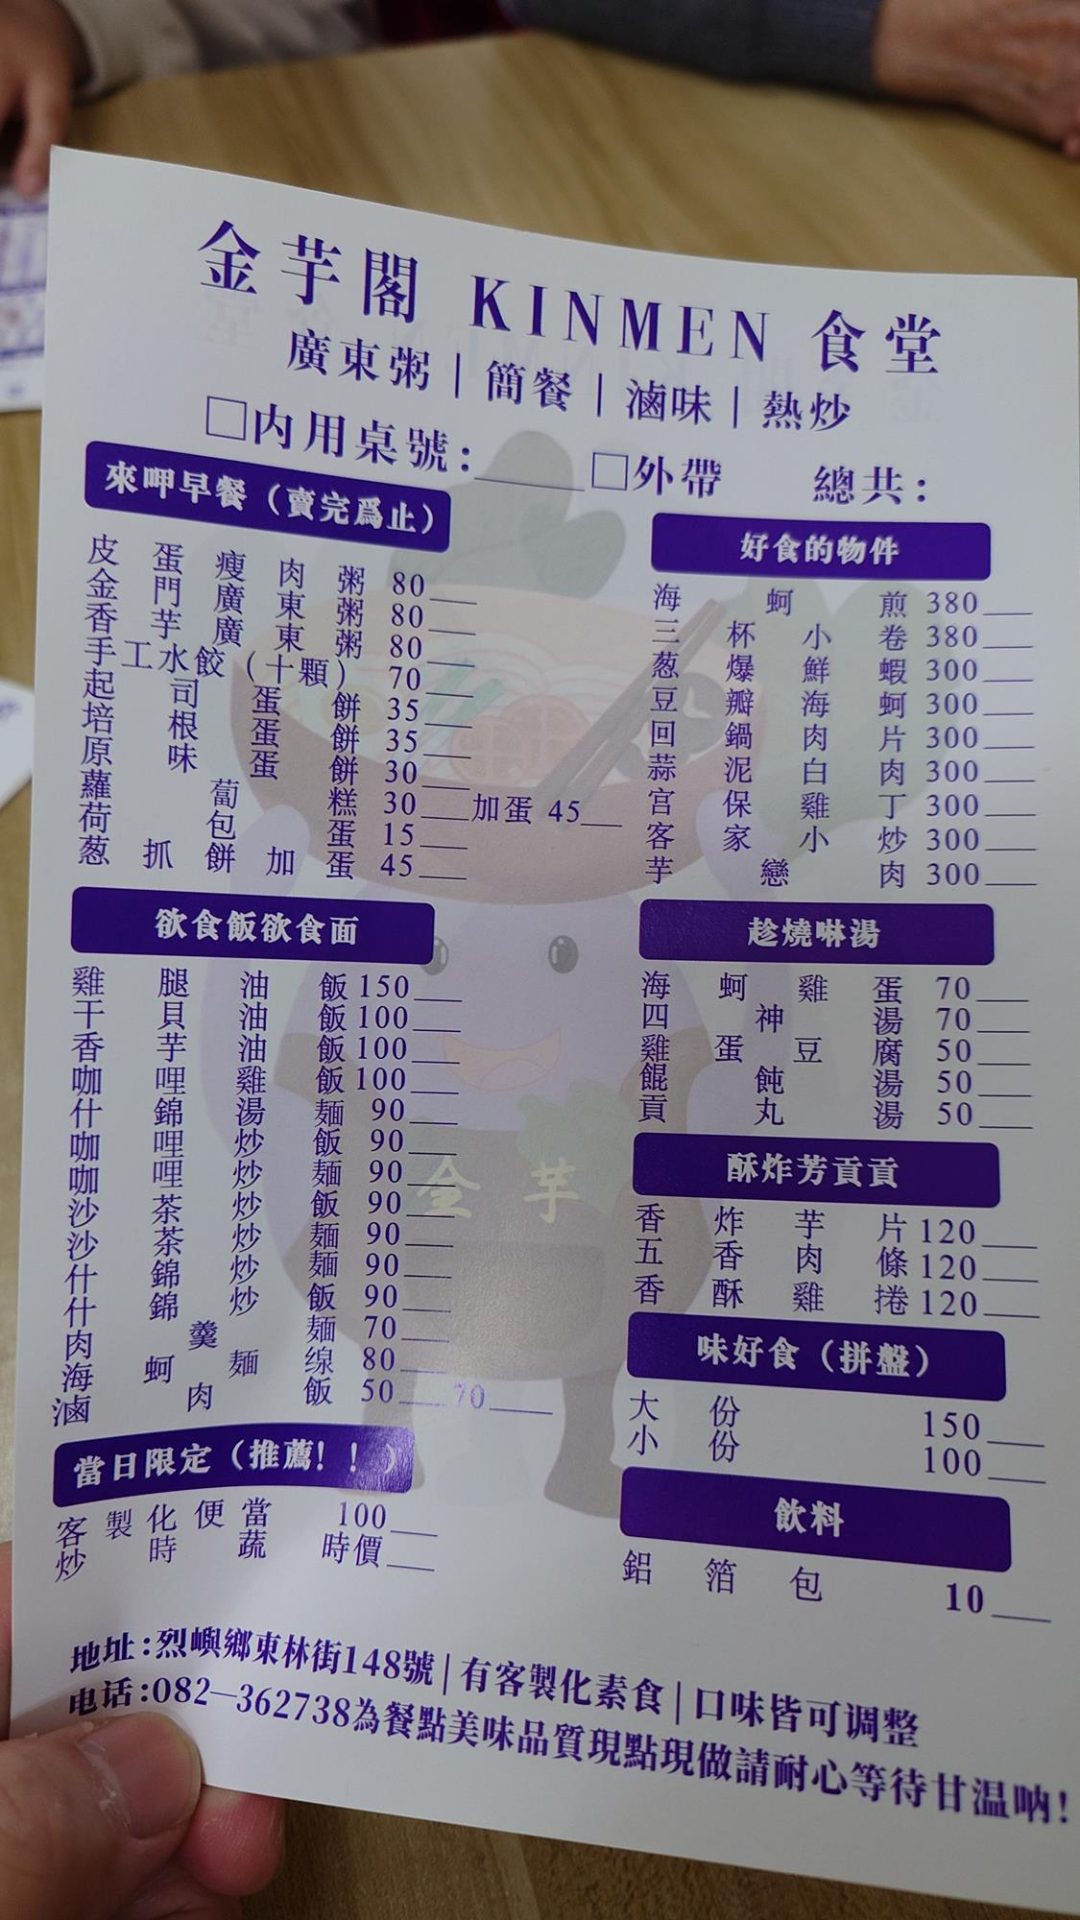 金芋閣 KINMEN 食堂
廣東粥｜簡餐｜滷味｜熱炒
□內用桌號：____□外帶 總共：
來呷早餐（賣完爲止）
皮蛋瘦肉粥 80
金門廣東粥 80
香芋廣東粥 80
手工水餃（十顆） 70
起司蛋餅 35
培根蛋餅 35
原味蛋餅 30
蘿蔔糕 30 加蛋 45
荷包蛋 15
葱抓餅加蛋 45
欲食飯欲食面
雞腿油飯 150
干貝油飯 100
香芋油飯 100
咖哩雞飯 100
什錦湯麵 90
咖哩炒飯 90
咖哩炒麵 90
沙茶炒飯 90
沙茶炒麵 90
什錦炒麵 90
什錦炒飯 90
肉羹麵 70
海蚵麵線 80
滷肉飯 50 70
當日限定（推薦！！）
客製化便當 100
炒時蔬 時價
好食的物件
海蚵煎 380
三杯小卷 380
葱爆鮮蝦 300
豆瓣海蚵 300
回鍋肉片 300
蒜泥白肉 300
宮保雞丁 300
客家小炒 300
芋戀肉 300
趁燒啉湯
海蚵雞蛋 70
四神湯 70
雞蛋豆腐 50
餛飩湯 50
貢丸湯 50
酥炸芳貢貢
香炸芋片 120
五香肉條 120
香酥雞捲 120
味好食（拼盤）
大份 150
小份 100
飲料
鋁箔包 10
金芋
地址：烈嶼鄉東林街148號｜有客製化素食｜口味皆可调整
电话：082—362738為餐點美味品質現點現做請耐心等待甘温呐！